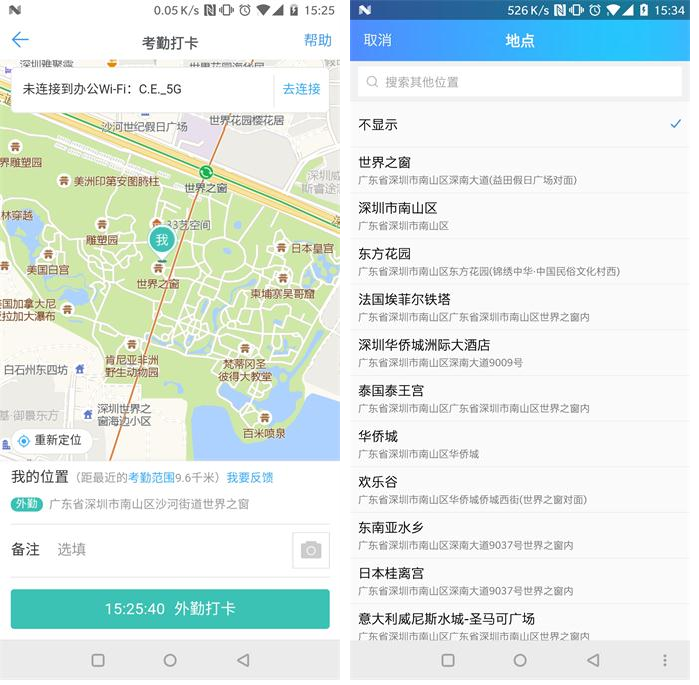 0.05 K/s 15:25
考勤打卡
帮助
深圳雅聚园
未连接到办公Wi-Fi：C.E._5G
去连接
世界花园樱花居
沙河世纪假日广场
世界之窗
界雕塑园
美洲印第安图腾柱
林穿越
雕塑园
33艺空间
我
日本皇宫
美国白宫
世界之窗
柬埔寨吴哥窟
国加拿大尼
亚拉加大瀑布
肯尼亚非洲
野生动物园
梵蒂冈圣
彼得大教堂
白石州东四坊
基·御景东方
深圳世界之
窗海边小区
百米喷泉
重新定位
我的位置（距最近的考勤范围9.6千米）我要反馈
外勤 广东省深圳市南山区沙河街道世界之窗
备注 选填
15:25:40 外勤打卡
526 K/s 15:34
取消
地点
搜索其他位置
不显示
世界之窗
广东省深圳市南山区深南大道(益田假日广场对面)
深圳市南山区
广东省深圳市南山区
东方花园
广东省深圳市南山区东方花园(锦绣中华·中国民俗文化村西)
法国埃菲尔铁塔
广东省深圳市南山区广东省深圳市南山区世界之窗内
深圳华侨城洲际大酒店
广东省深圳市南山区深南大道9009号
泰国泰王宫
广东省深圳市南山区广东省深圳市南山区世界之窗内
华侨城
广东省深圳市南山区华侨城
欢乐谷
广东省深圳市南山区华侨城侨城西街(世界之窗对面)
东南亚水乡
广东省深圳市南山区深南大道9037号世界之窗内
日本桂离宫
广东省深圳市南山区深南大道9037号世界之窗内
意大利威尼斯水城-圣马可广场
广东省深圳市南山区广东省深圳市南山区世界之窗内